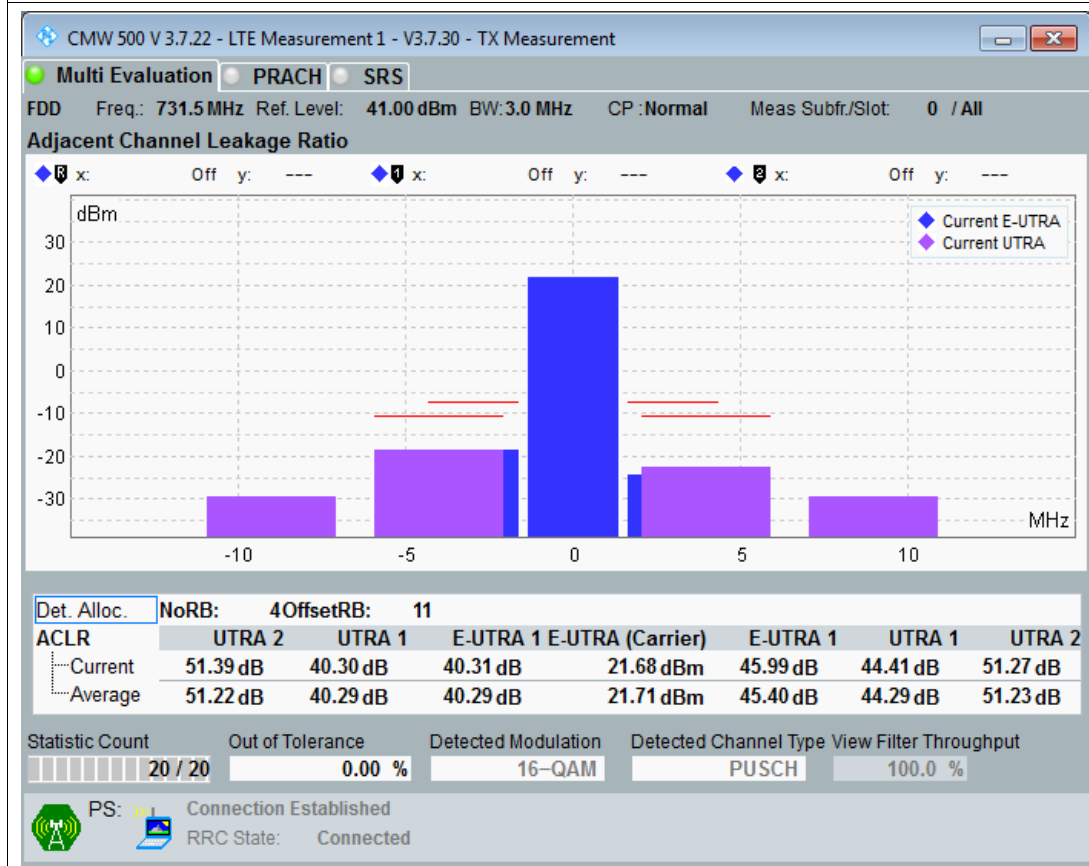 CMW 500 V 3.7.22 - LTE Measurement 1 - V3.7.30 - TX Measurement
Multi Evaluation PRACH SRS
FDD Freq.: 731.5 MHz Ref. Level: 41.00 dBm BW: 3.0 MHz CP : Normal Meas Subfr./Slot: 0 / All
Adjacent Channel Leakage Ratio
R x: Off y: --- 1 x: Off y: --- 2 x: Off y: ---
dBm
Current E-UTRA
Current UTRA
30
20
10
0
-10
-20
-30
MHz
-10 -5 0 5 10
Det. Alloc. NoRB: 4 OffsetRB: 11
ACLR UTRA 2 UTRA 1 E-UTRA 1 E-UTRA (Carrier) E-UTRA 1 UTRA 1 UTRA 2
Current 51.39 dB 40.30 dB 40.31 dB 21.68 dBm 45.99 dB 44.41 dB 51.27 dB
Average 51.22 dB 40.29 dB 40.29 dB 21.71 dBm 45.40 dB 44.29 dB 51.23 dB
Statistic Count Out of Tolerance Detected Modulation Detected Channel Type View Filter Throughput
20 / 20 0.00 % 16-QAM PUSCH 100.0 %
PS: Connection Established
RRC State: Connected